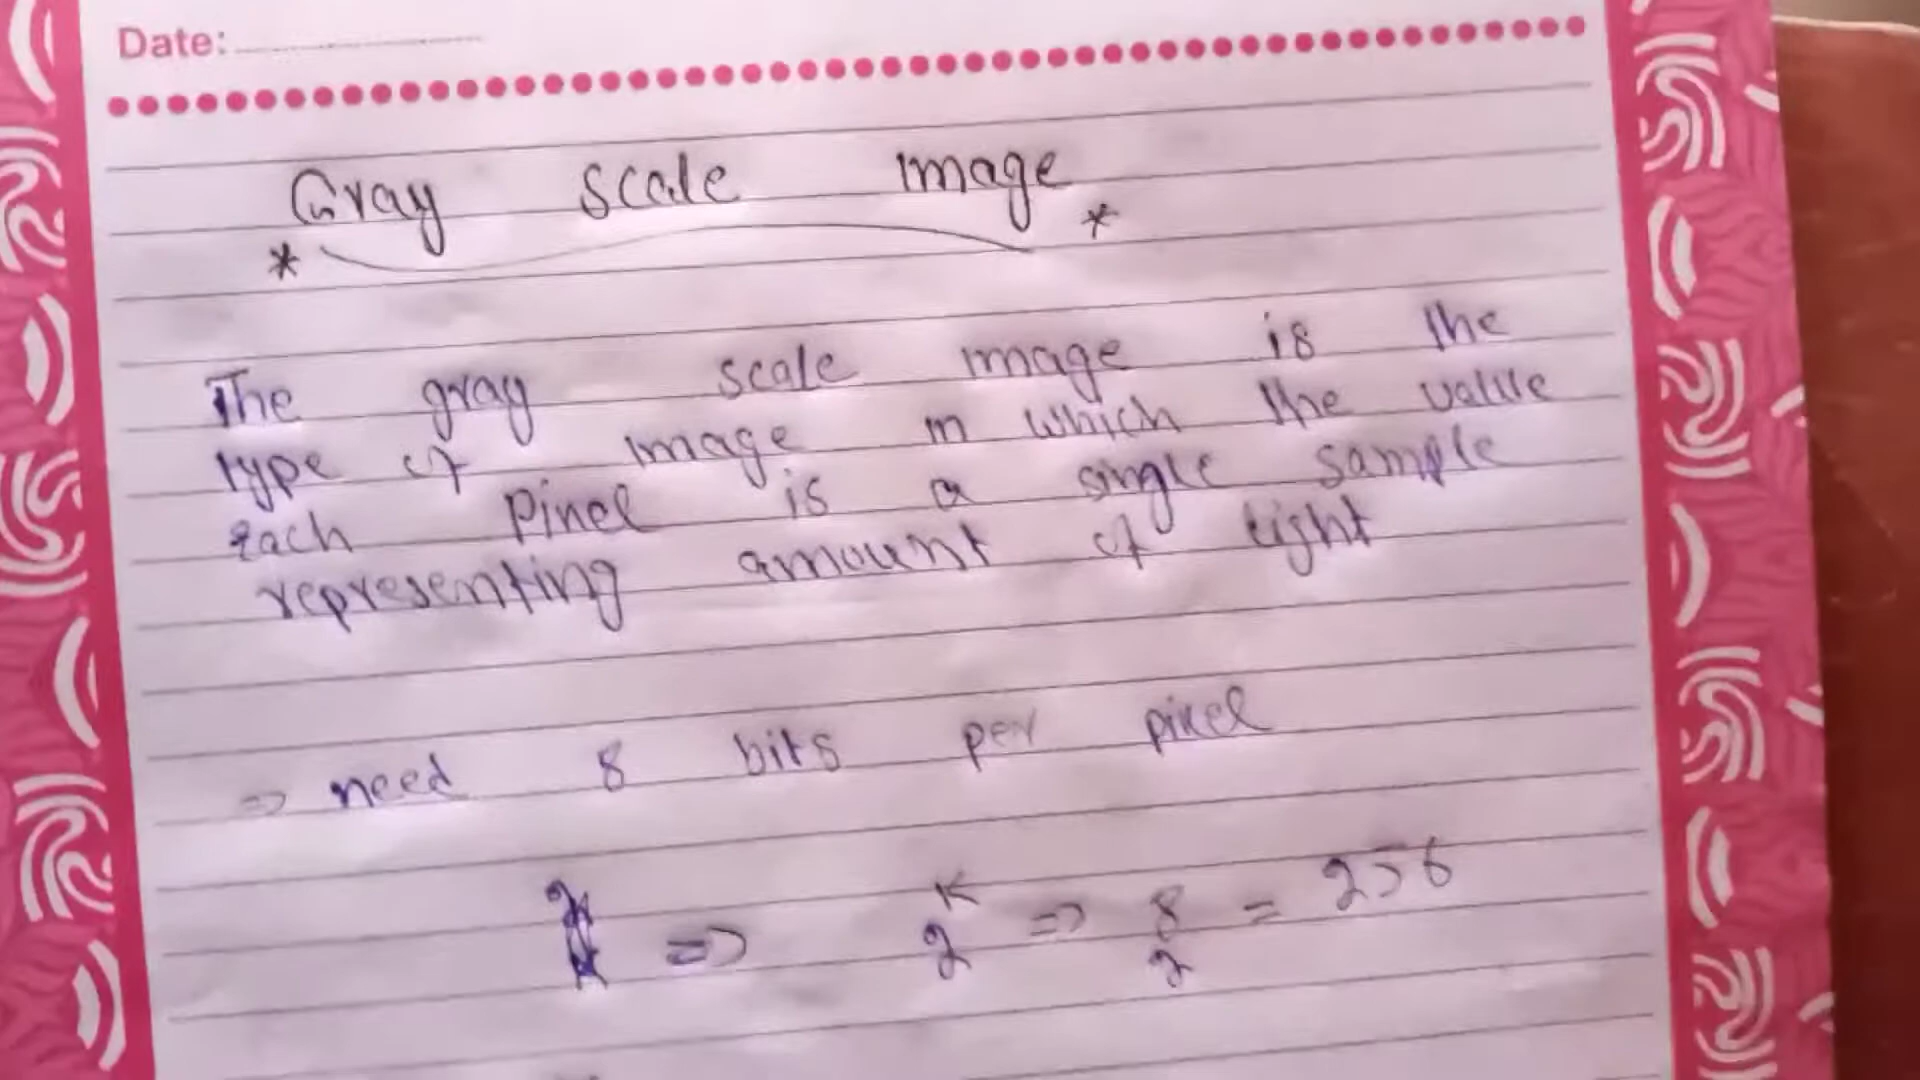 Date:
Gray scale image
* *
The gray scale image is the
type of image in which the value
each Pixel is a single sample
representing amount of light
=> need 8 bits per pixel
=> 2^K => 2^8 = 256